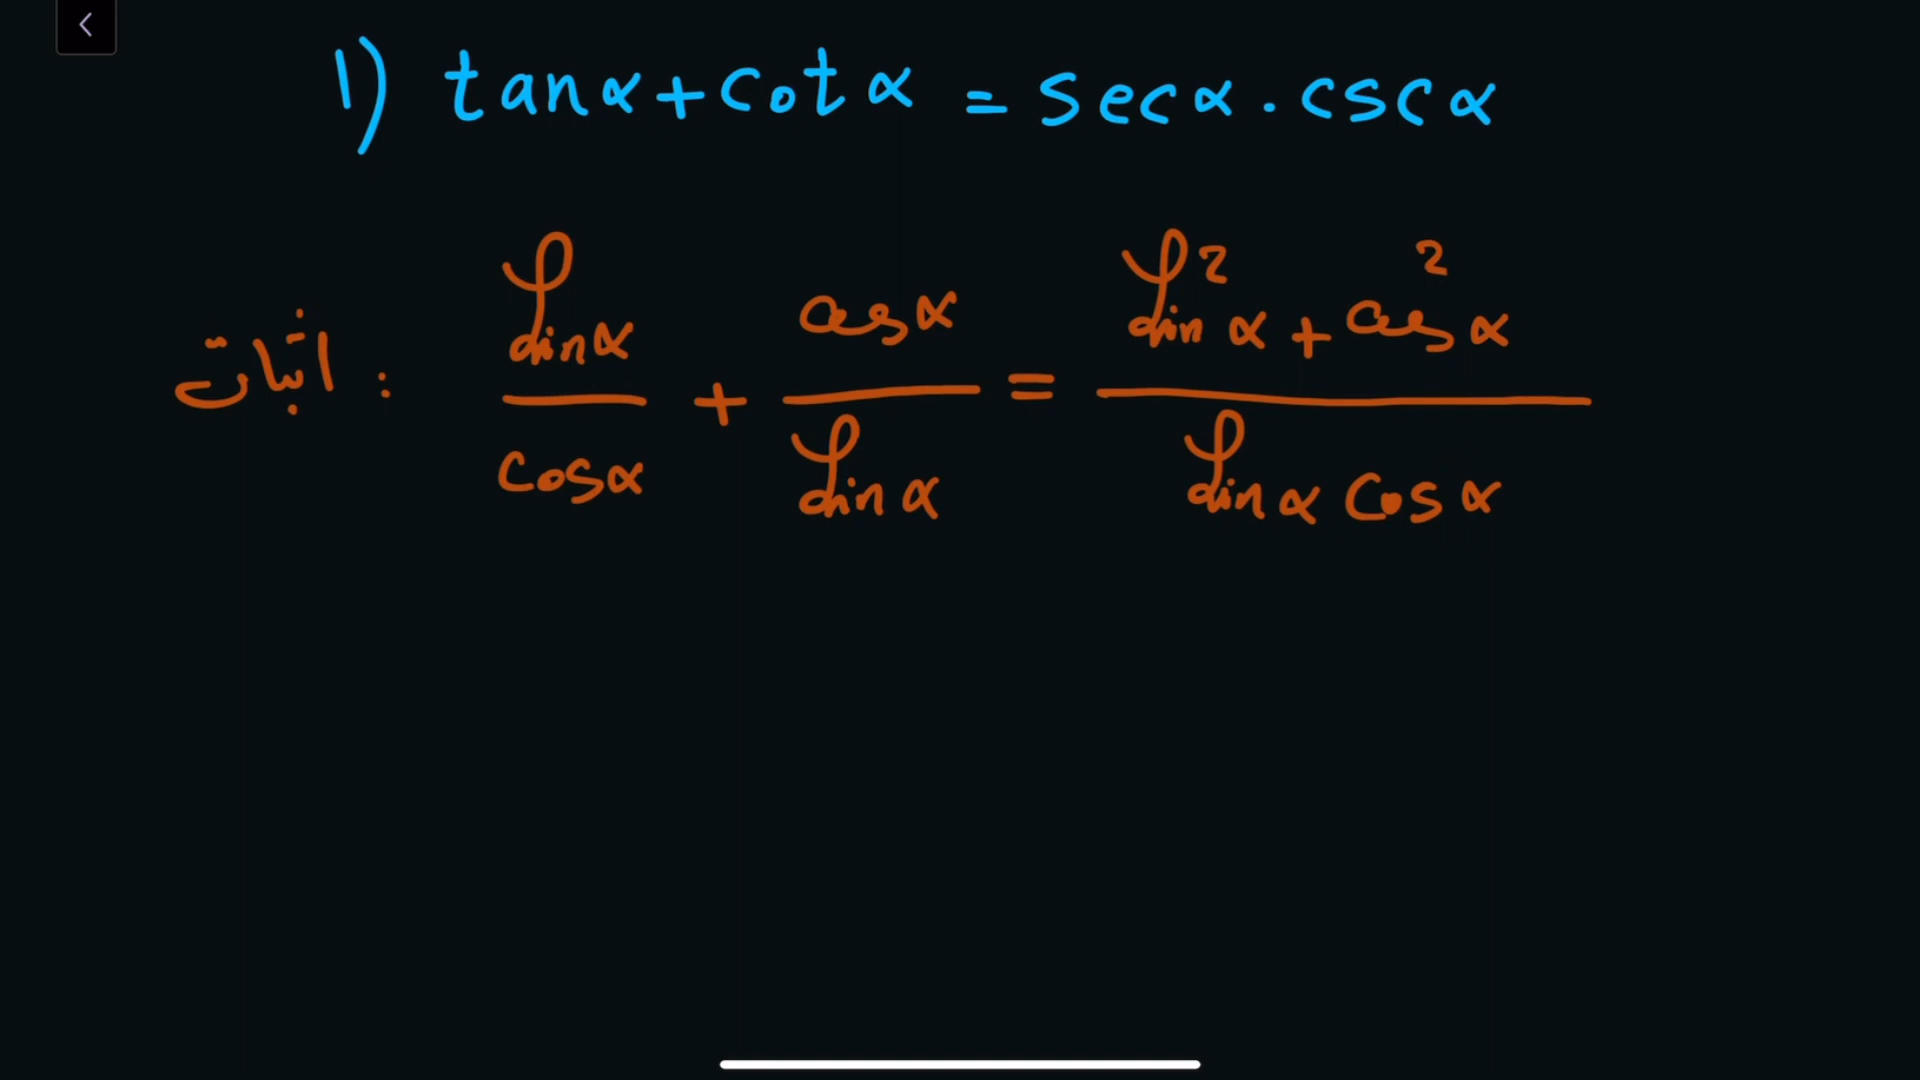 1) tanα + cotα = secα . cscα
اثبات : sinα/cosα + cosα/sinα = (sin²α + cos²α)/(sinα cosα)